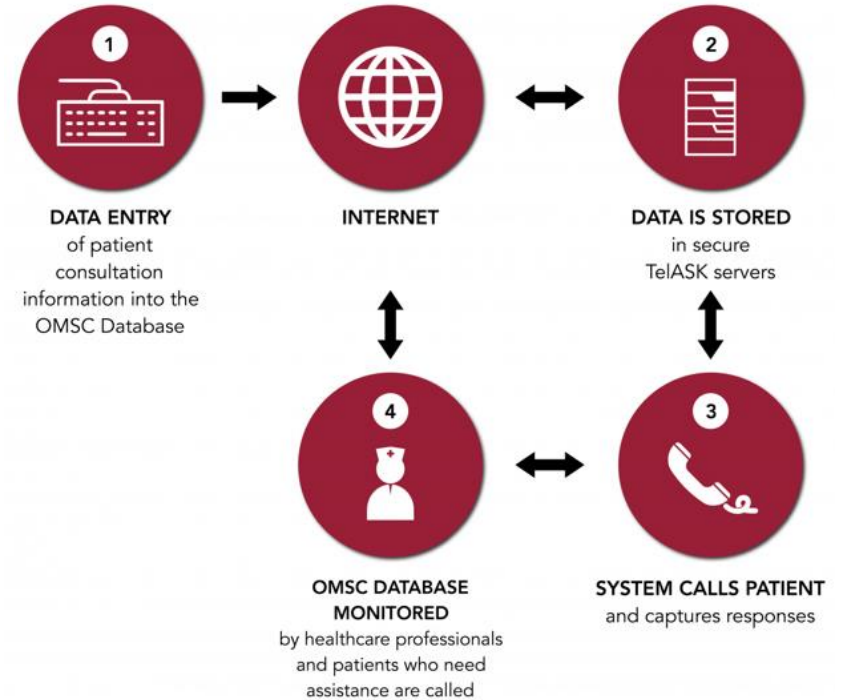 1
DATA ENTRY
of patient
consultation
information into the
OMSC Database
INTERNET
2
DATA IS STORED
in secure
TelASK servers
4
OMSC DATABASE
MONITORED
by healthcare professionals
and patients who need
assistance are called
3
SYSTEM CALLS PATIENT
and captures responses